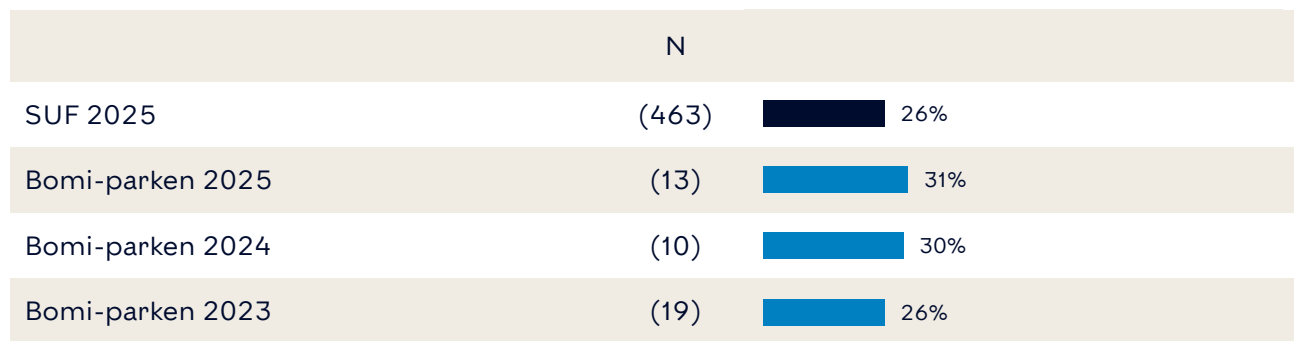 N
SUF 2025 (463) 26%
Bomi-parken 2025 (13) 31%
Bomi-parken 2024 (10) 30%
Bomi-parken 2023 (19) 26%